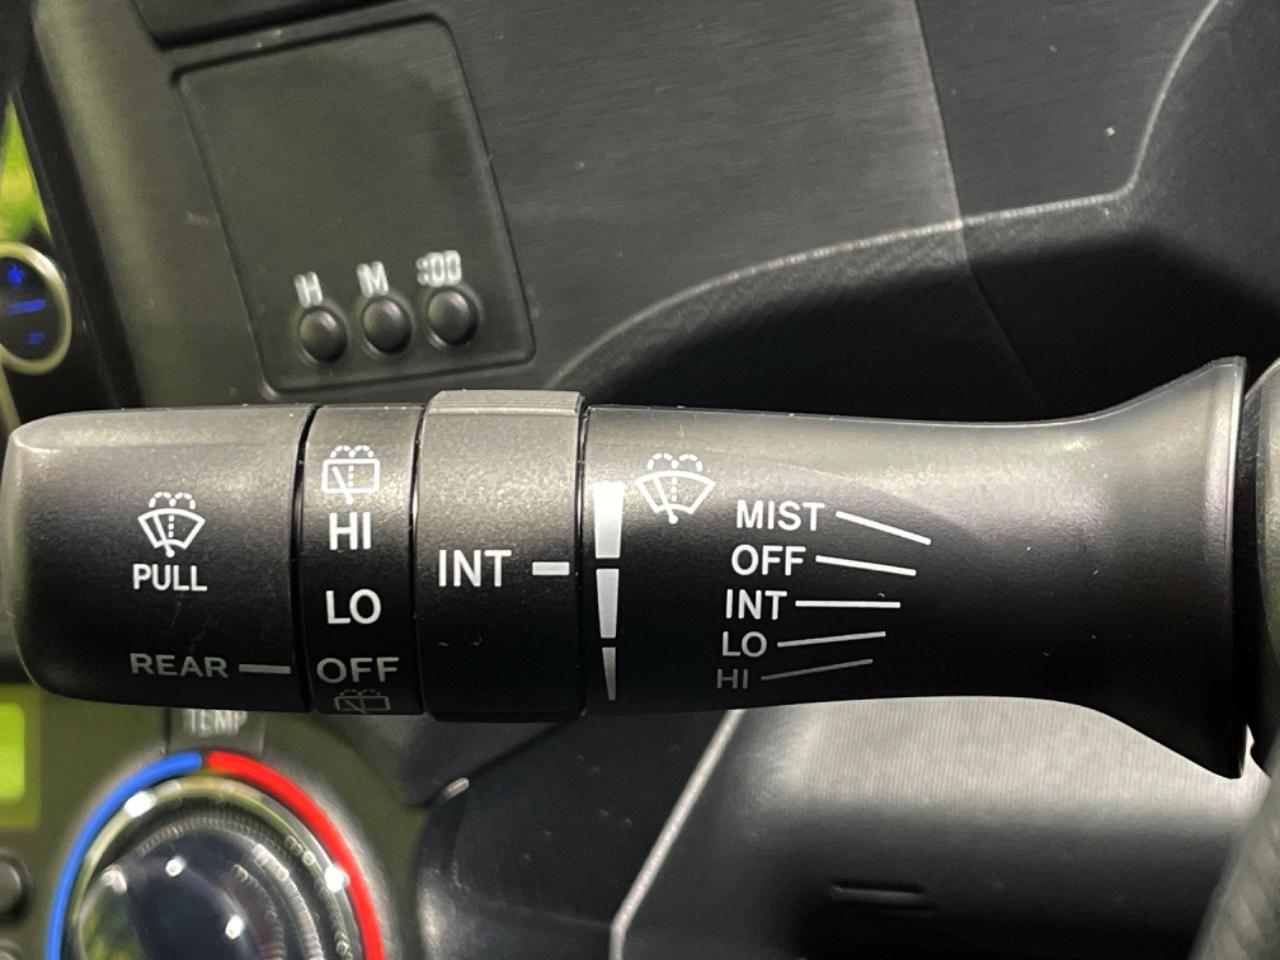 H M :00
HI
MIST
OFF
INT
LO
HI
INT
LO
PULL
REAR OFF
TEMP